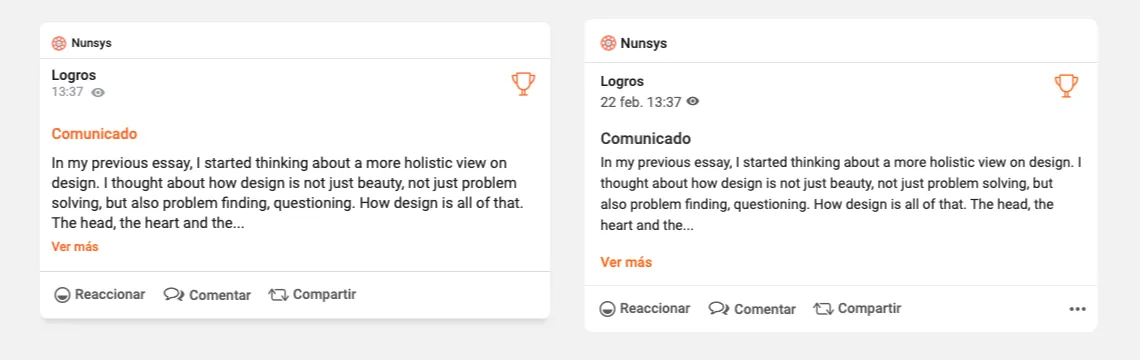 Nunsys
Logros
13:37
Comunicado
In my previous essay, I started thinking about a more holistic view on
design. I thought about how design is not just beauty, not just problem
solving, but also problem finding, questioning. How design is all of that.
The head, the heart and the...
Ver más
Reaccionar Comentar Compartir
Nunsys
Logros
22 feb. 13:37
Comunicado
In my previous essay, I started thinking about a more holistic view on design. I
thought about how design is not just beauty, not just problem solving, but
also problem finding, questioning. How design is all of that. The head, the
heart and the...
Ver más
Reaccionar Comentar Compartir